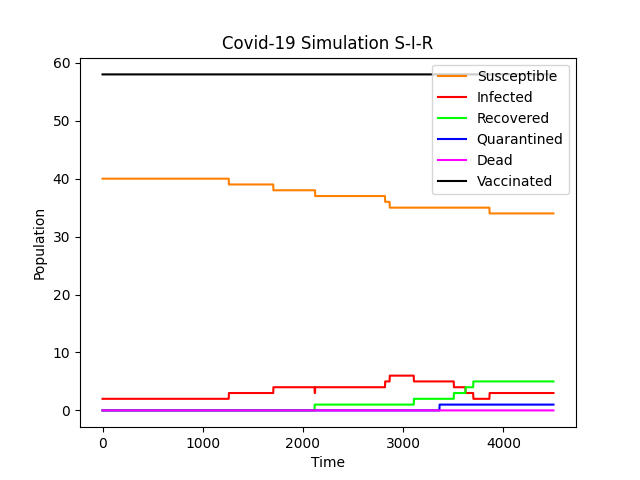 Covid-19 Simulation S-I-R
60
50
40
30
20
10
0
Population
Susceptible
Infected
Recovered
Quarantined
Dead
Vaccinated
0 1000 2000 3000 4000
Time